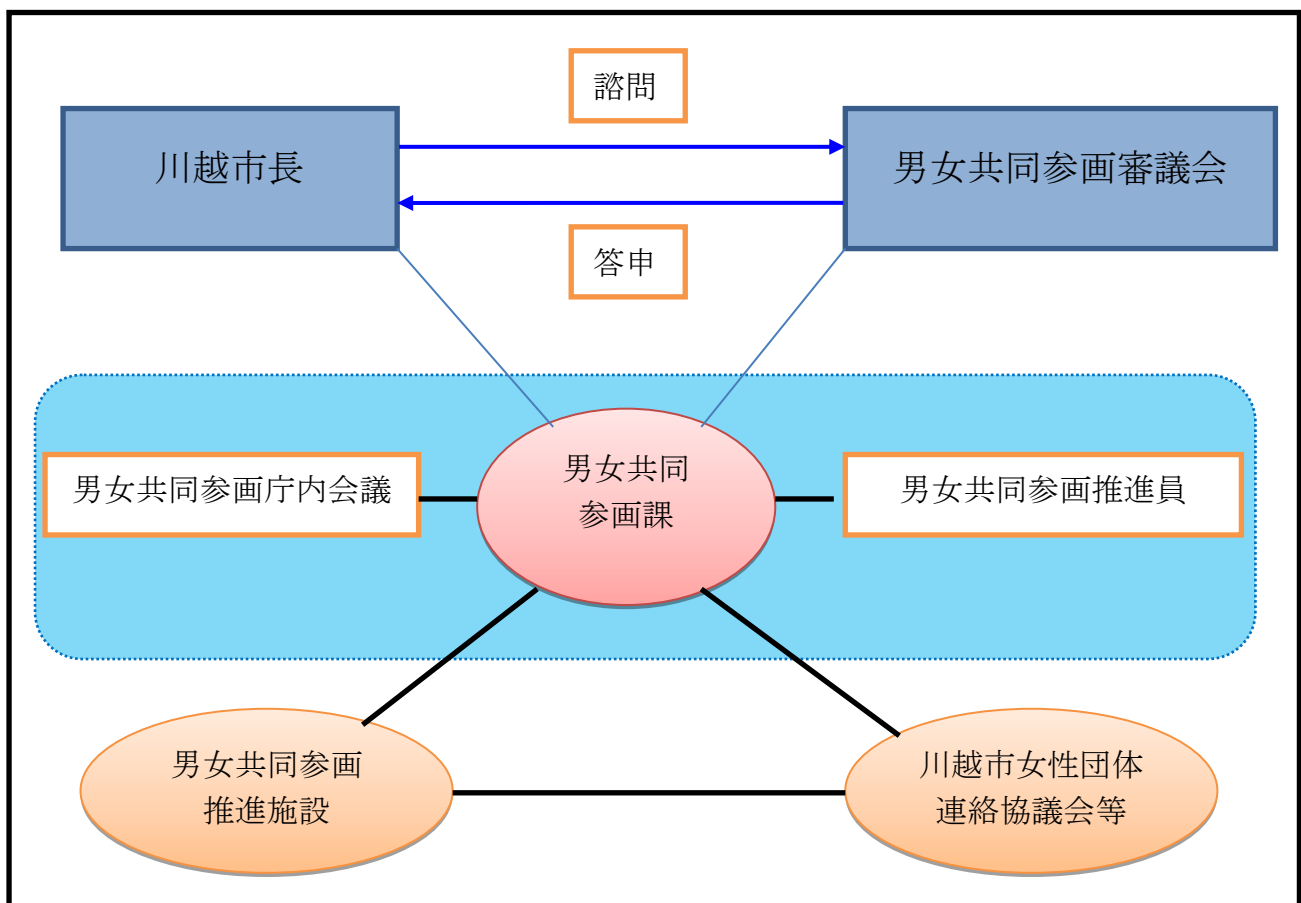 諮問
川越市長
男女共同参画審議会
答申
男女共同参画庁内会議
男女共同
参画課
男女共同参画推進員
男女共同参画
推進施設
川越市女性団体
連絡協議会等